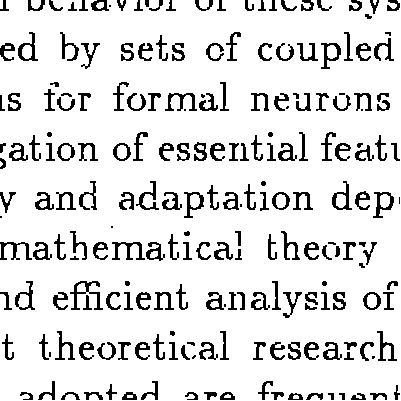 behavior of these sys
ed by sets of coupled
ns for formal neurons
gation of essential featu
y and adaptation dep
mathematical theory
nd efficient analysis of
t theoretical research
adopted are frequent